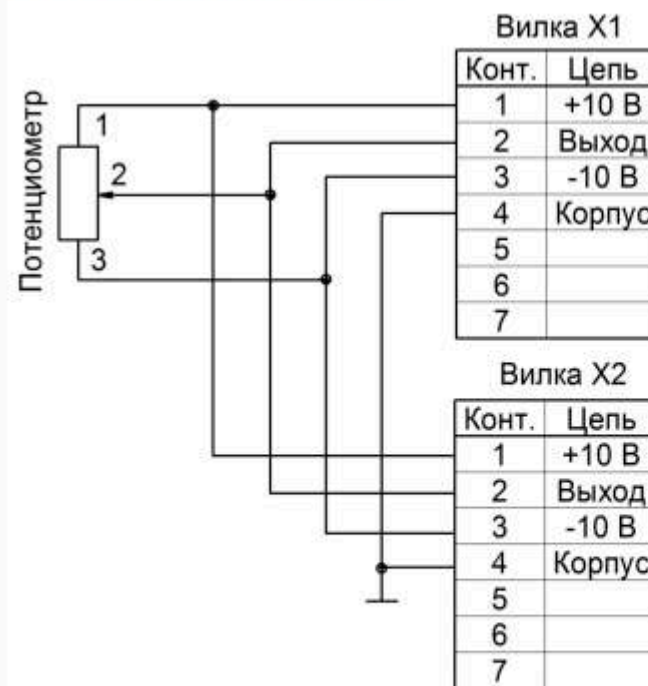 Вилка X1
Конт. Цепь
1 +10 В
2 Выход
3 -10 В
4 Корпус
5
6
7
Потенциометр
1
2
3
Вилка X2
Конт. Цепь
1 +10 В
2 Выход
3 -10 В
4 Корпус
5
6
7